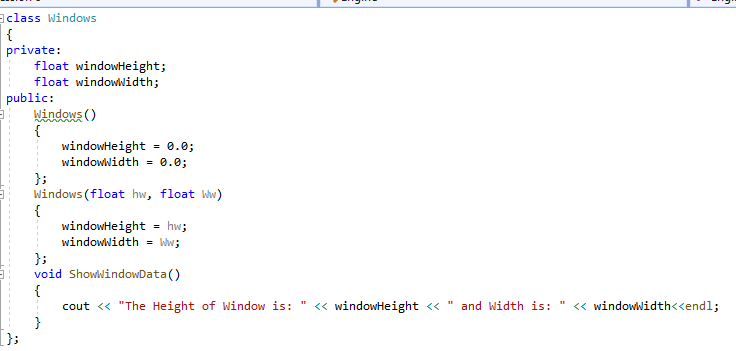 class Windows
{
private:
    float windowHeight;
    float windowWidth;
public:
    Windows()
    {
        windowHeight = 0.0;
        windowWidth = 0.0;
    };
    Windows(float hw, float Ww)
    {
        windowHeight = hw;
        windowWidth = Ww;
    };
    void ShowWindowData()
    {
        cout << "The Height of Window is: " << windowHeight << " and Width is: " << windowWidth<<endl;
    }
};